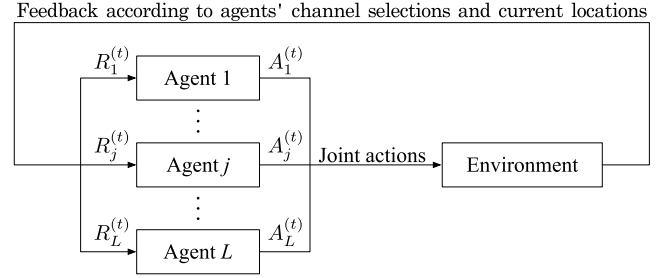 Feedback according to agents' channel selections and current locations
R_1^{(t)} Agent 1 A_1^{(t)}
⋮
R_j^{(t)} Agent j A_j^{(t)} Joint actions Environment
⋮
R_L^{(t)} Agent L A_L^{(t)}